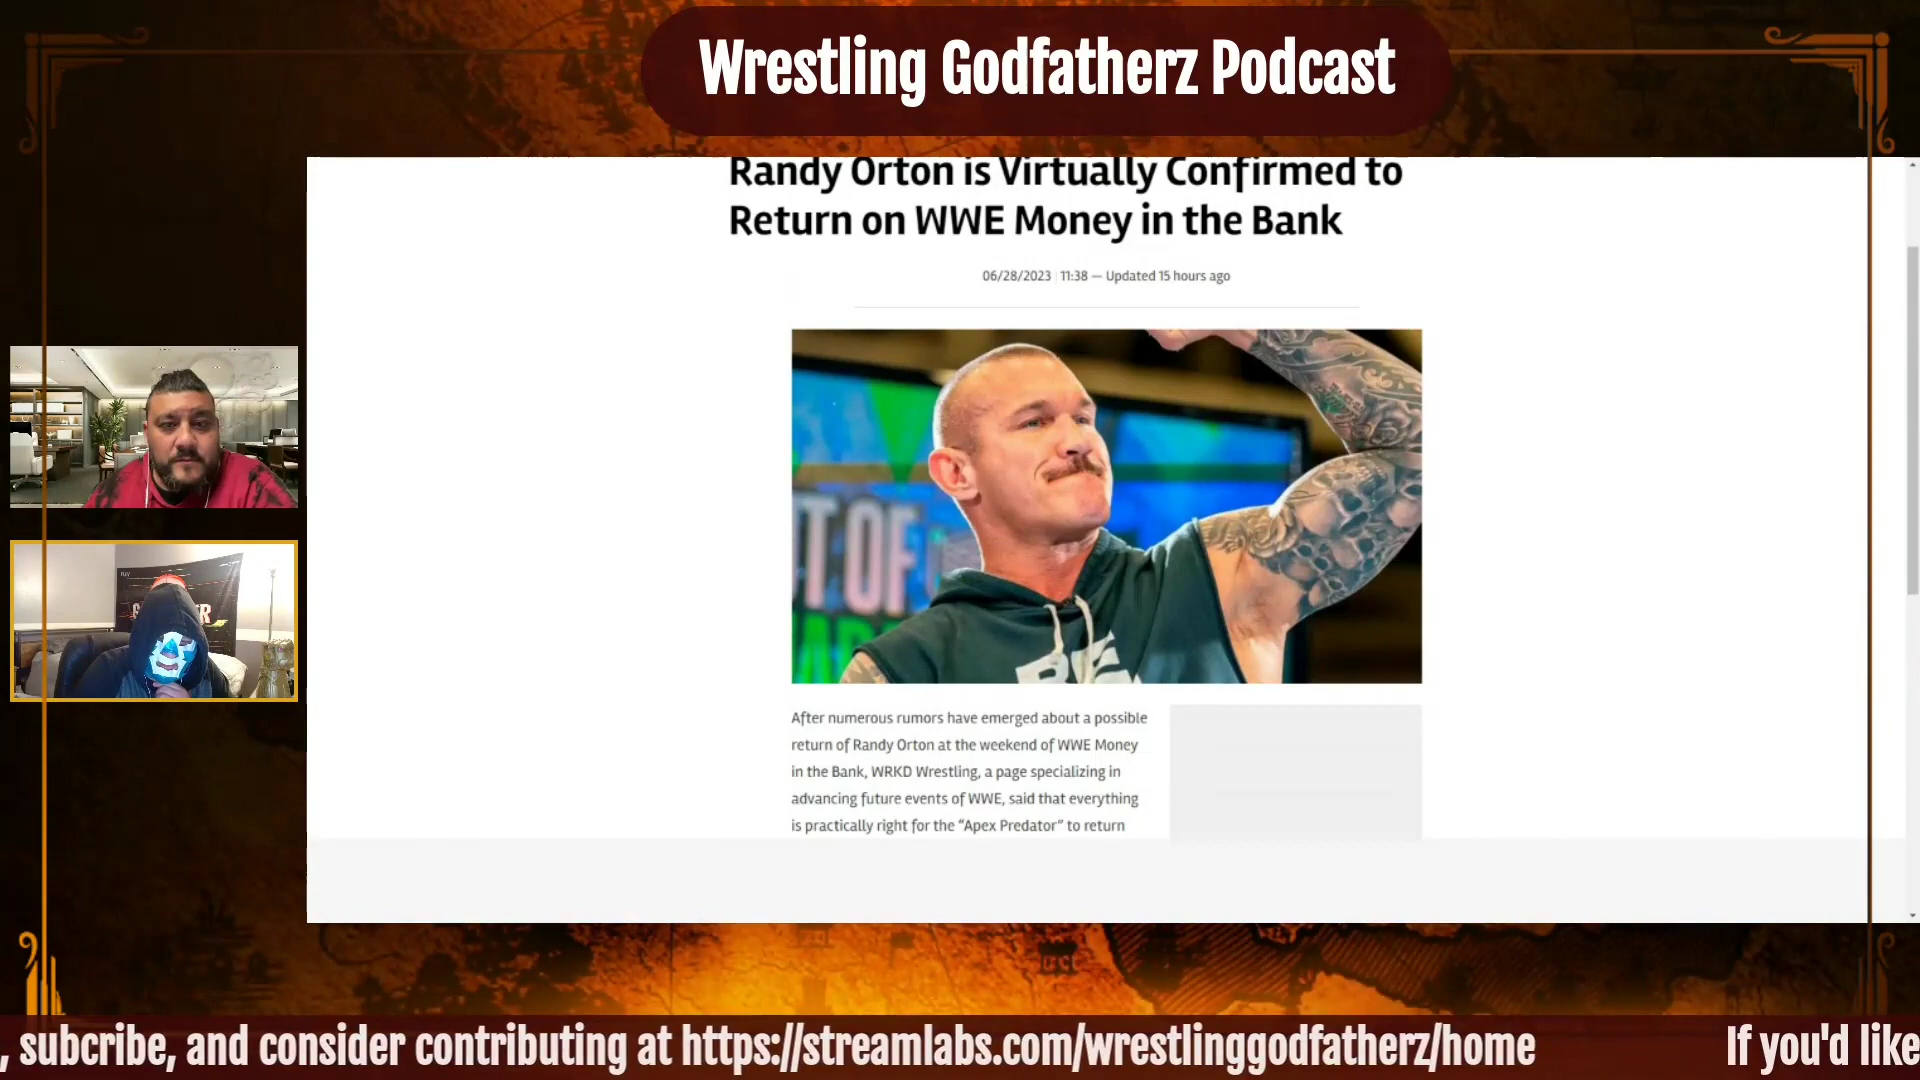 Wrestling Godfatherz Podcast
Randy Orton is Virtually Confirmed to
Return on WWE Money in the Bank
06/28/2023 | 11:38 — Updated 15 hours ago
T OF
After numerous rumors have emerged about a possible
return of Randy Orton at the weekend of WWE Money
in the Bank, WRKD Wrestling, a page specializing in
advancing future events of WWE, said that everything
is practically right for the “Apex Predator” to return
, subcribe, and consider contributing at https://streamlabs.com/wrestlinggodfatherz/home
If you'd like